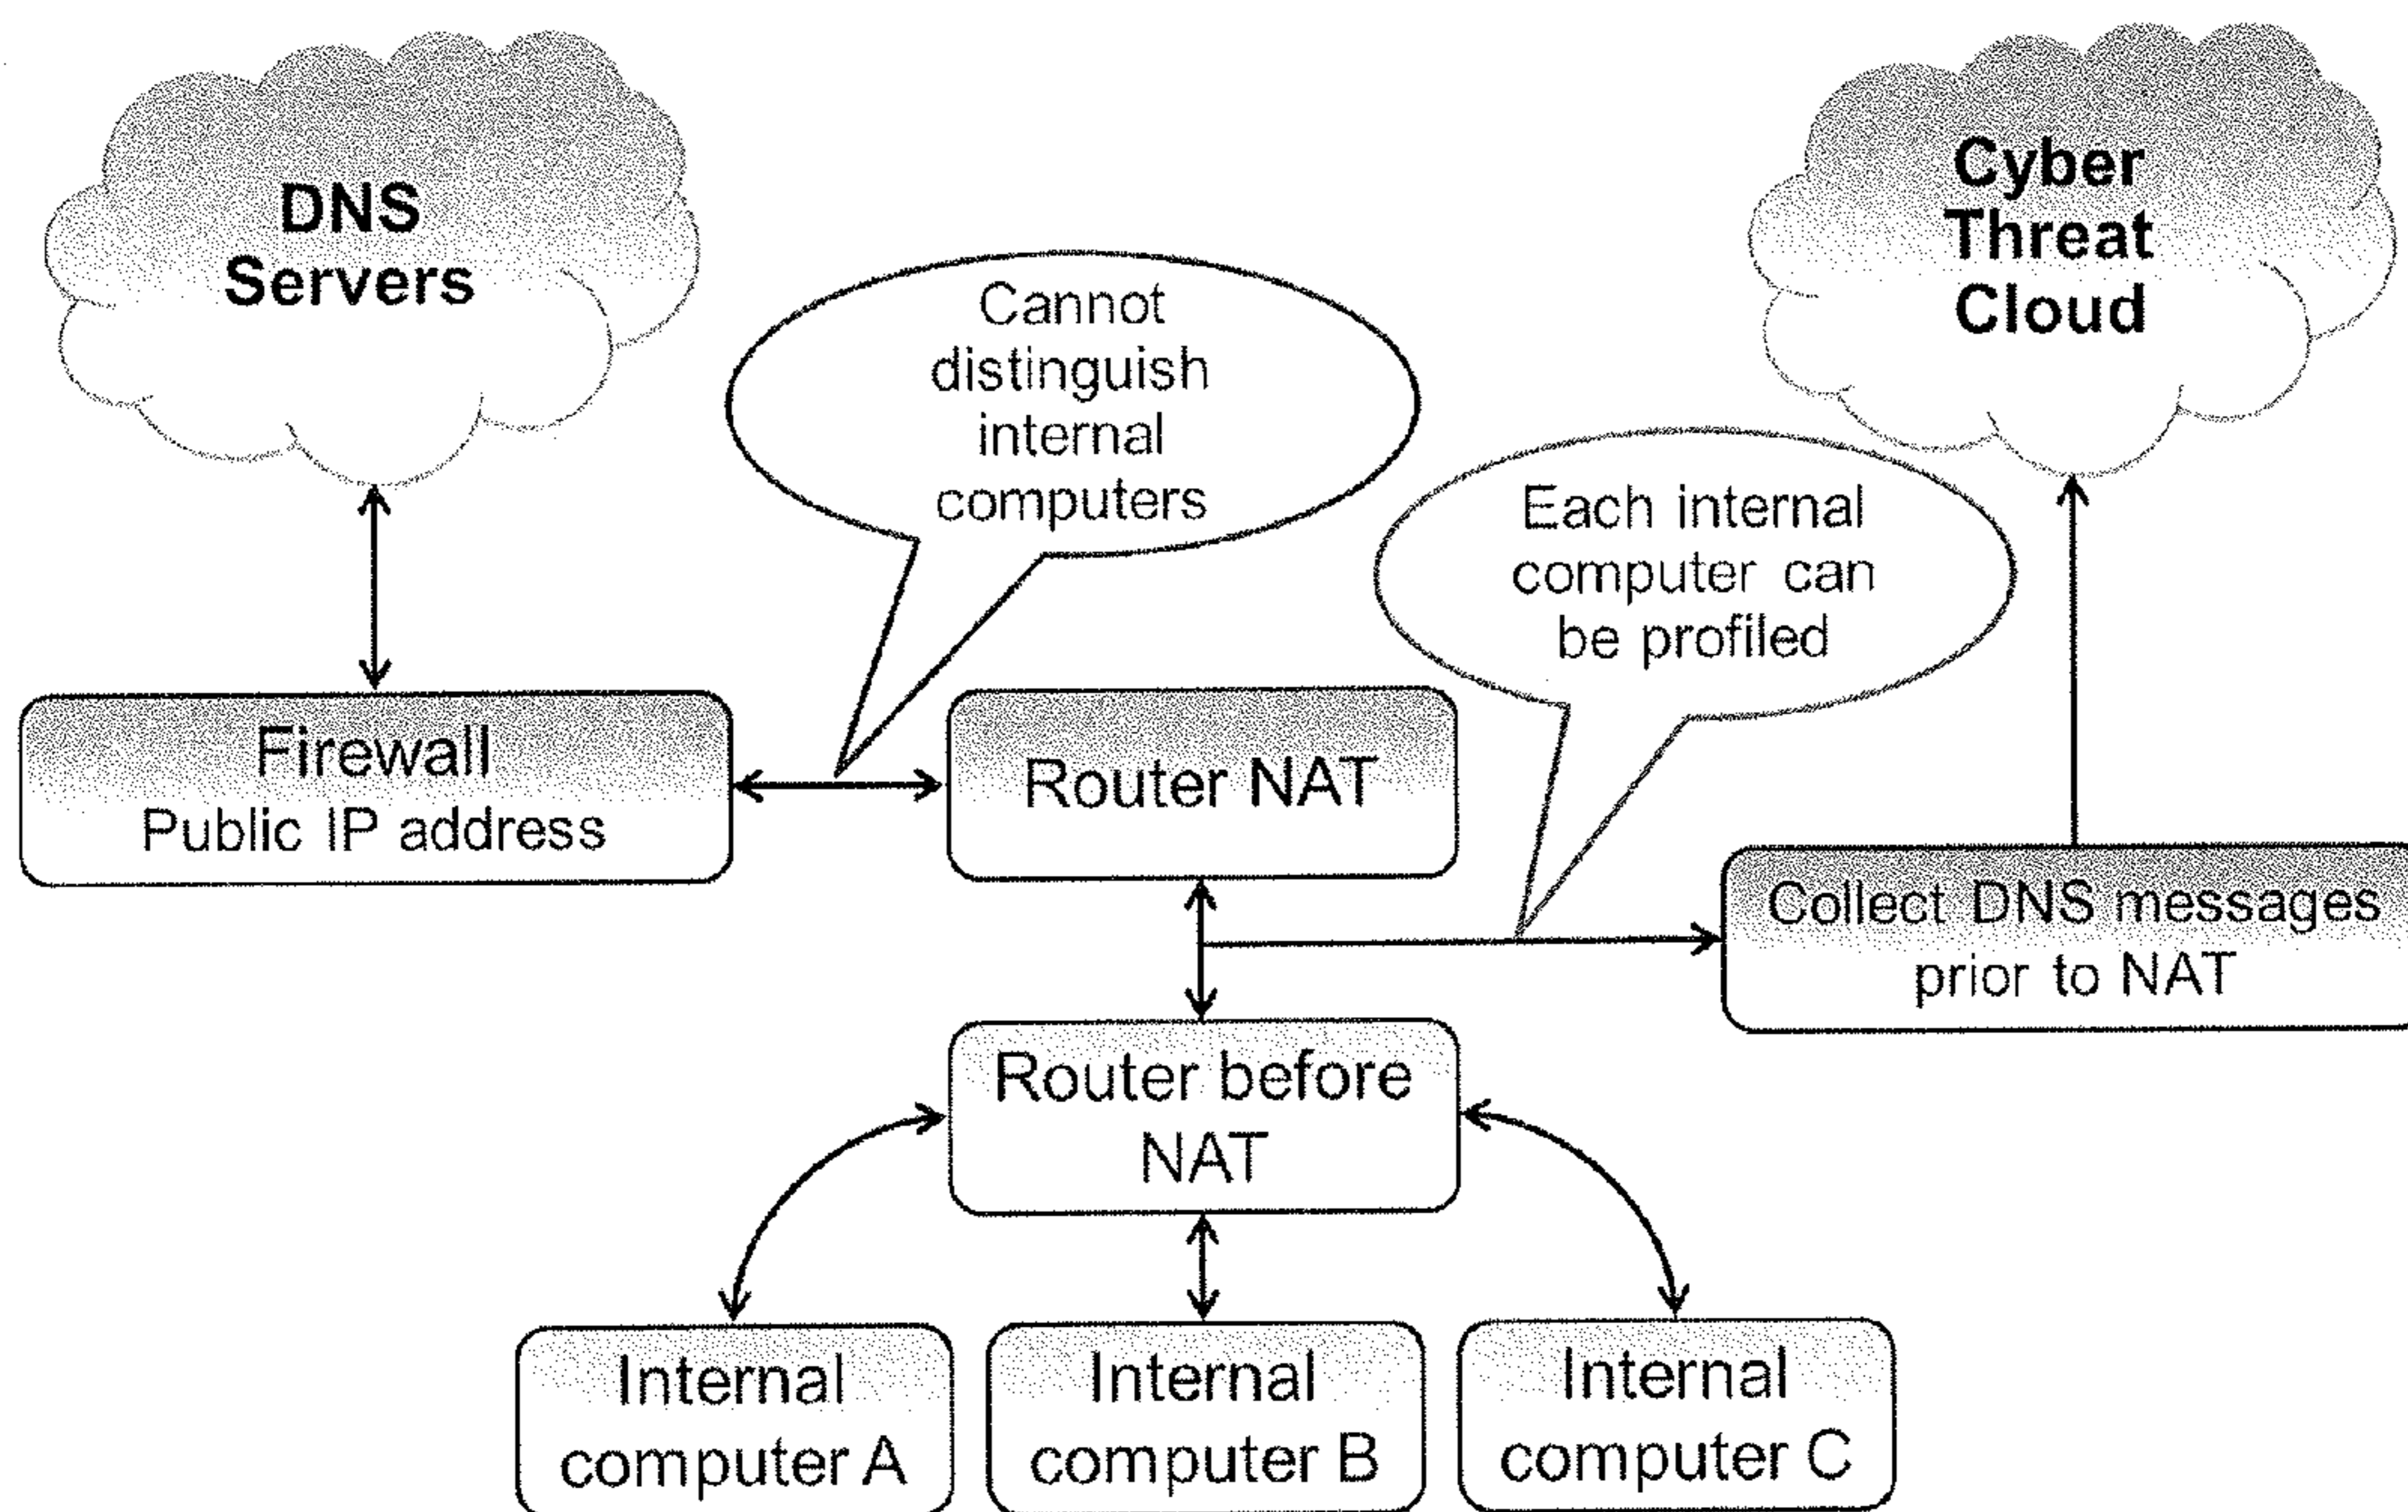 DNS
Servers
Cyber
Threat
Cloud
Cannot
distinguish
internal
computers
Each internal
computer can
be profiled
Firewall
Public IP address
Router NAT
Collect DNS messages
prior to NAT
Router before
NAT
Internal
computer A
Internal
computer B
Internal
computer C